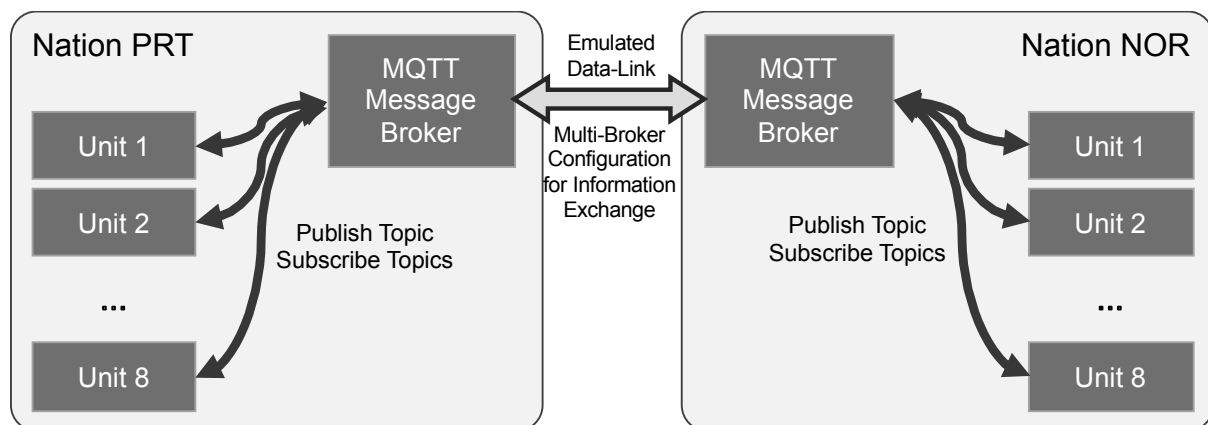 Nation PRT
MQTT
Message
Broker
Unit 1
Unit 2
...
Unit 8
Publish Topic
Subscribe Topics
Emulated
Data-Link
Multi-Broker
Configuration
for Information
Exchange
Nation NOR
MQTT
Message
Broker
Unit 1
Unit 2
...
Unit 8
Publish Topic
Subscribe Topics